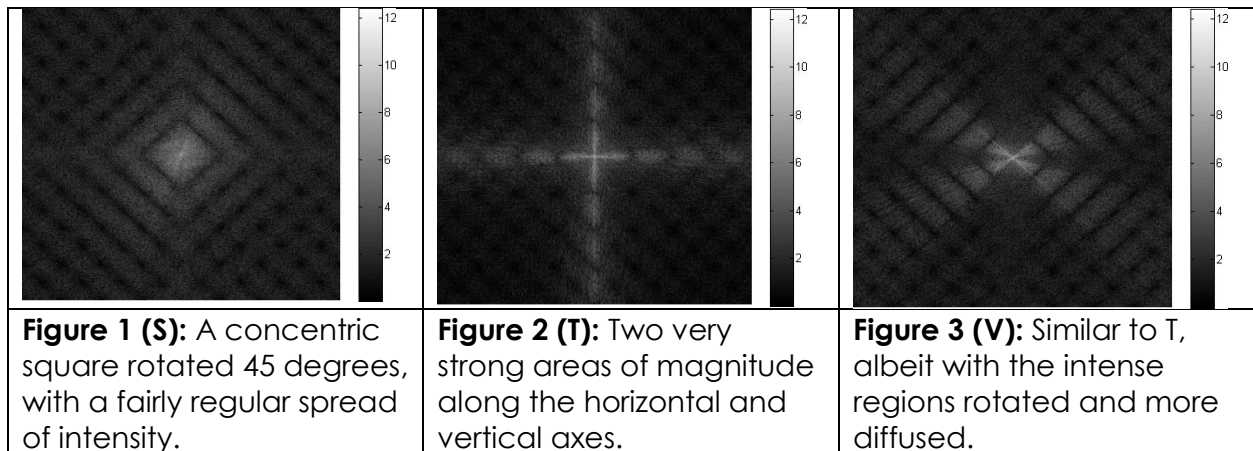 12
10
8
6
4
2
12
10
8
6
4
2
12
10
8
6
4
2
Figure 1 (S): A concentric
square rotated 45 degrees,
with a fairly regular spread
of intensity.
Figure 2 (T): Two very
strong areas of magnitude
along the horizontal and
vertical axes.
Figure 3 (V): Similar to T,
albeit with the intense
regions rotated and more
diffused.